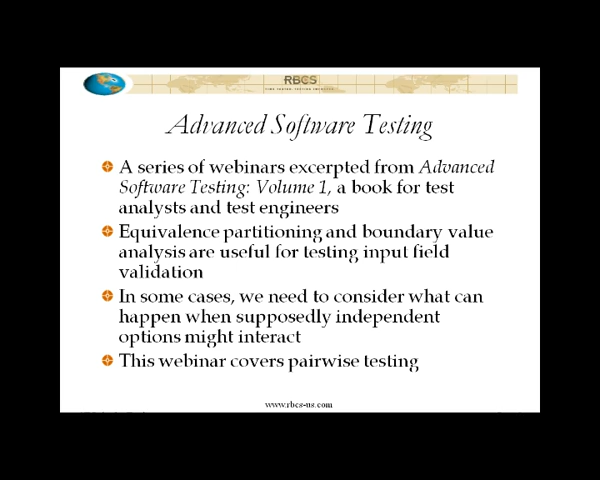 RBCS
Advanced Software Testing
A series of webinars excerpted from Advanced
Software Testing: Volume 1, a book for test
analysts and test engineers
Equivalence partitioning and boundary value
analysis are useful for testing input field
validation
In some cases, we need to consider what can
happen when supposedly independent
options might interact
This webinar covers pairwise testing
www.rbcs-us.com